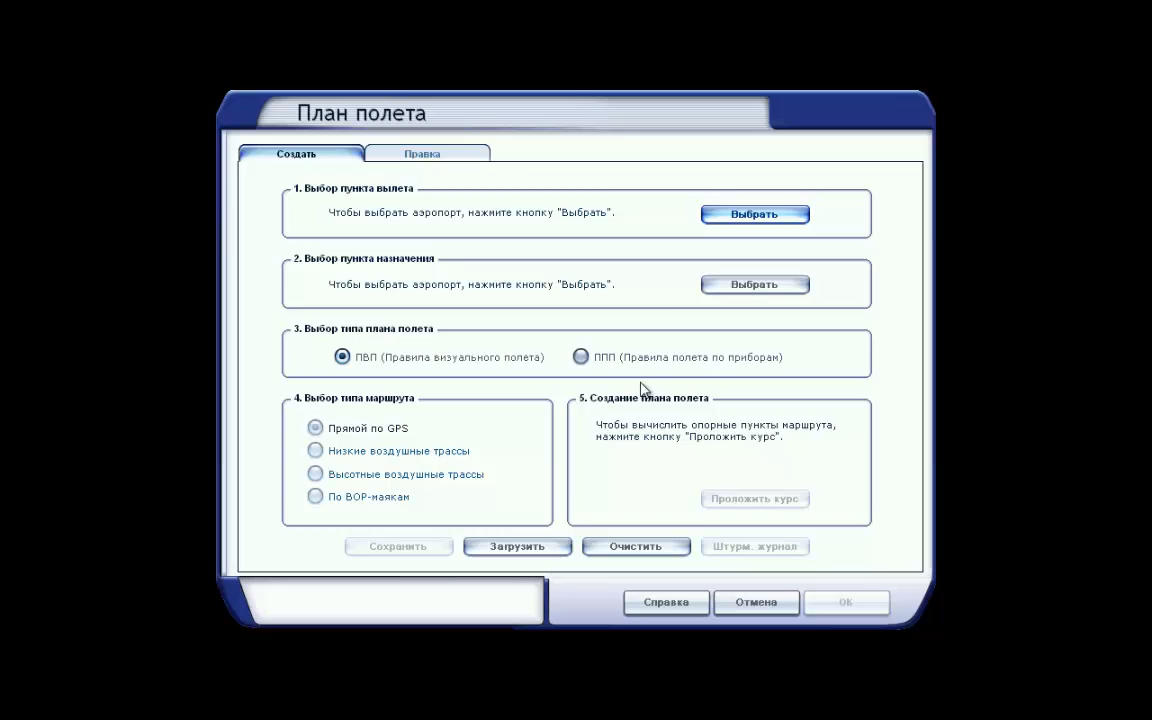 План полета
Создать
Правка
1. Выбор пункта вылета
Чтобы выбрать аэропорт, нажмите кнопку "Выбрать".
Выбрать
2. Выбор пункта назначения
Чтобы выбрать аэропорт, нажмите кнопку "Выбрать".
Выбрать
3. Выбор типа плана полета
ПВП (Правила визуального полета)
ППП (Правила полета по приборам)
4. Выбор типа маршрута
Прямой по GPS
Низкие воздушные трассы
Высотные воздушные трассы
По ВОР-маякам
5. Создание плана полета
Чтобы вычислить опорные пункты маршрута,
нажмите кнопку "Проложить курс".
Проложить курс
Сохранить
Загрузить
Очистить
Штурм. журнал
Справка
Отмена
ОК